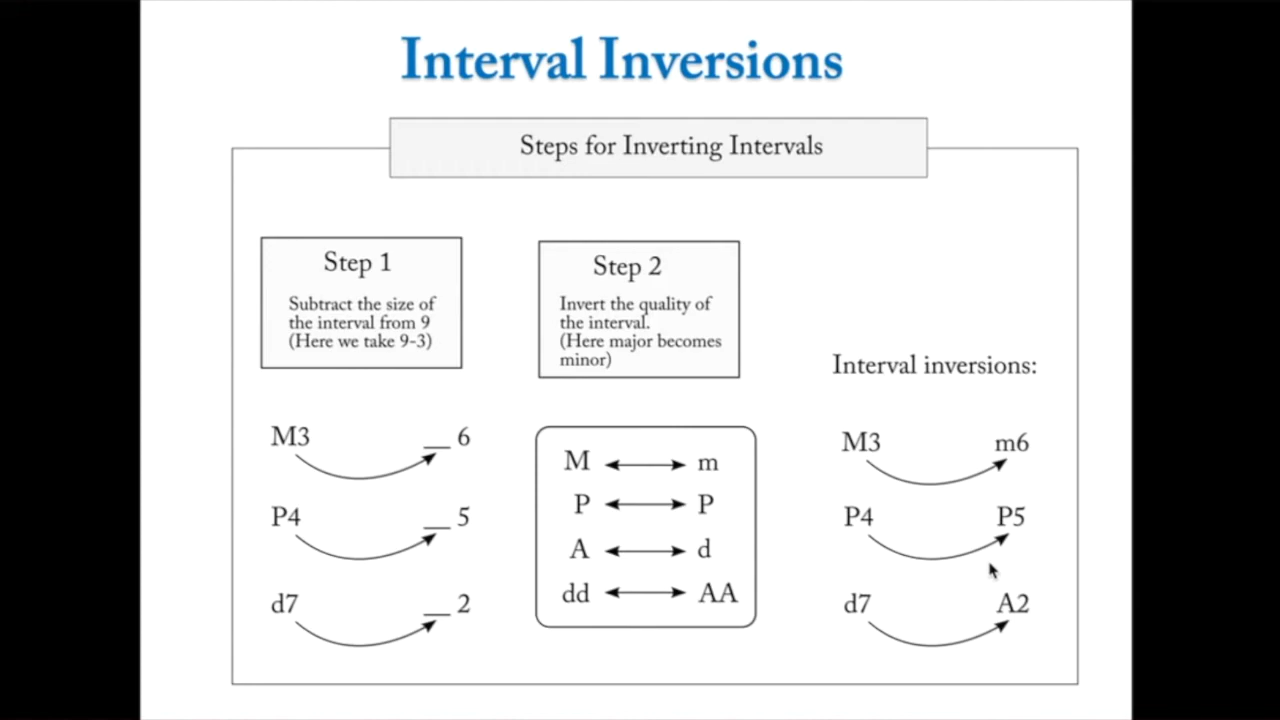 Interval Inversions
Steps for Inverting Intervals
Step 1
Subtract the size of
the interval from 9
(Here we take 9-3)
Step 2
Invert the quality of
the interval.
(Here major becomes
minor)
Interval inversions:
M3 __ 6
P4 __ 5
d7 __ 2
M m
P P
A d
dd AA
M3 m6
P4 P5
d7 A2